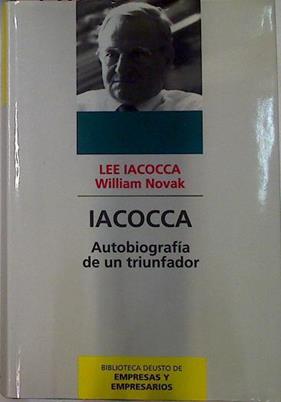 LEE IACOCCA
William Novak
IACOCCA
Autobiografía
de un triunfador
BIBLIOTECA DEUSTO DE
EMPRESAS Y
EMPRESARIOS